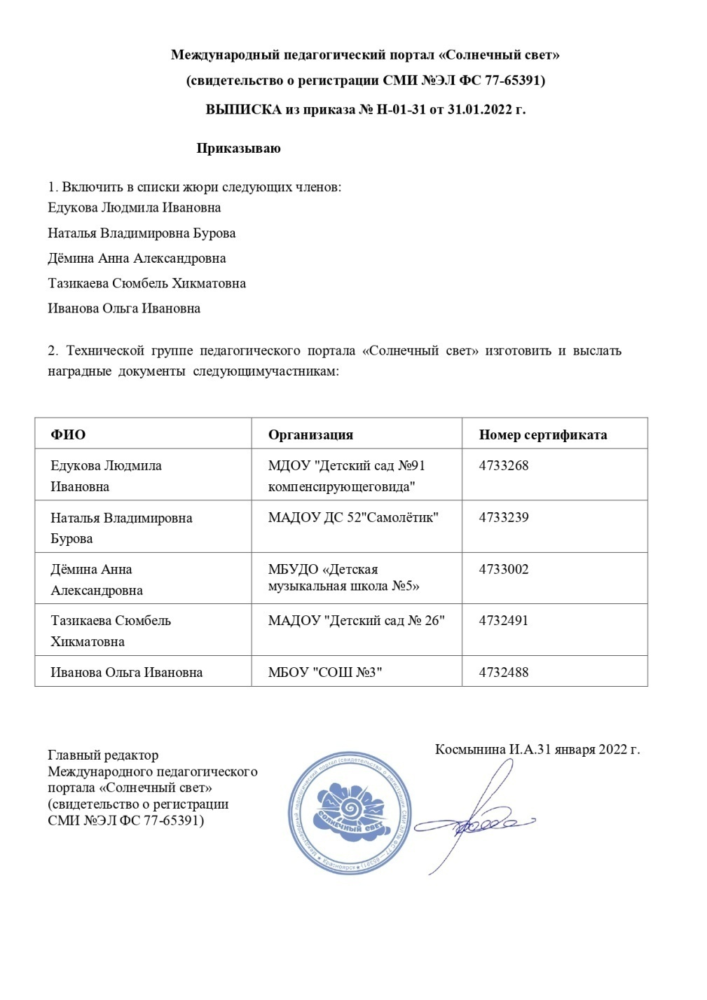 Международный педагогический портал «Солнечный свет»
(свидетельство о регистрации СМИ №ЭЛ ФС 77-65391)
ВЫПИСКА из приказа № Н-01-31 от 31.01.2022 г.
Приказываю
1. Включить в списки жюри следующих членов:
Едукова Людмила Ивановна
Наталья Владимировна Бурова
Дёмина Анна Александровна
Тазикаева Сюмбель Хикматовна
Иванова Ольга Ивановна
2. Технической группе педагогического портала «Солнечный свет» изготовить и выслать
наградные документы следующимучастникам:
ФИО Организация Номер сертификата
Едукова Людмила МДОУ "Детский сад №91 4733268
Ивановна компенсирующеговида"
Наталья Владимировна МАДОУ ДС 52"Самолётик" 4733239
Бурова
Дёмина Анна МБУДО «Детская 4733002
Александровна музыкальная школа №5»
Тазикаева Сюмбель МАДОУ "Детский сад № 26" 4732491
Хикматовна
Иванова Ольга Ивановна МБОУ "СОШ №3" 4732488
Космынина И.А.31 января 2022 г.
Главный редактор
Международного педагогического
портала «Солнечный свет»
(свидетельство о регистрации
СМИ №ЭЛ ФС 77-65391)
Международный педагогический портал (свидетельство о регистрации СМИ ЭЛ № ФС 77 — 65391) ★ Красноярск ★
СОЛНЕЧНЫЙ СВЕТ